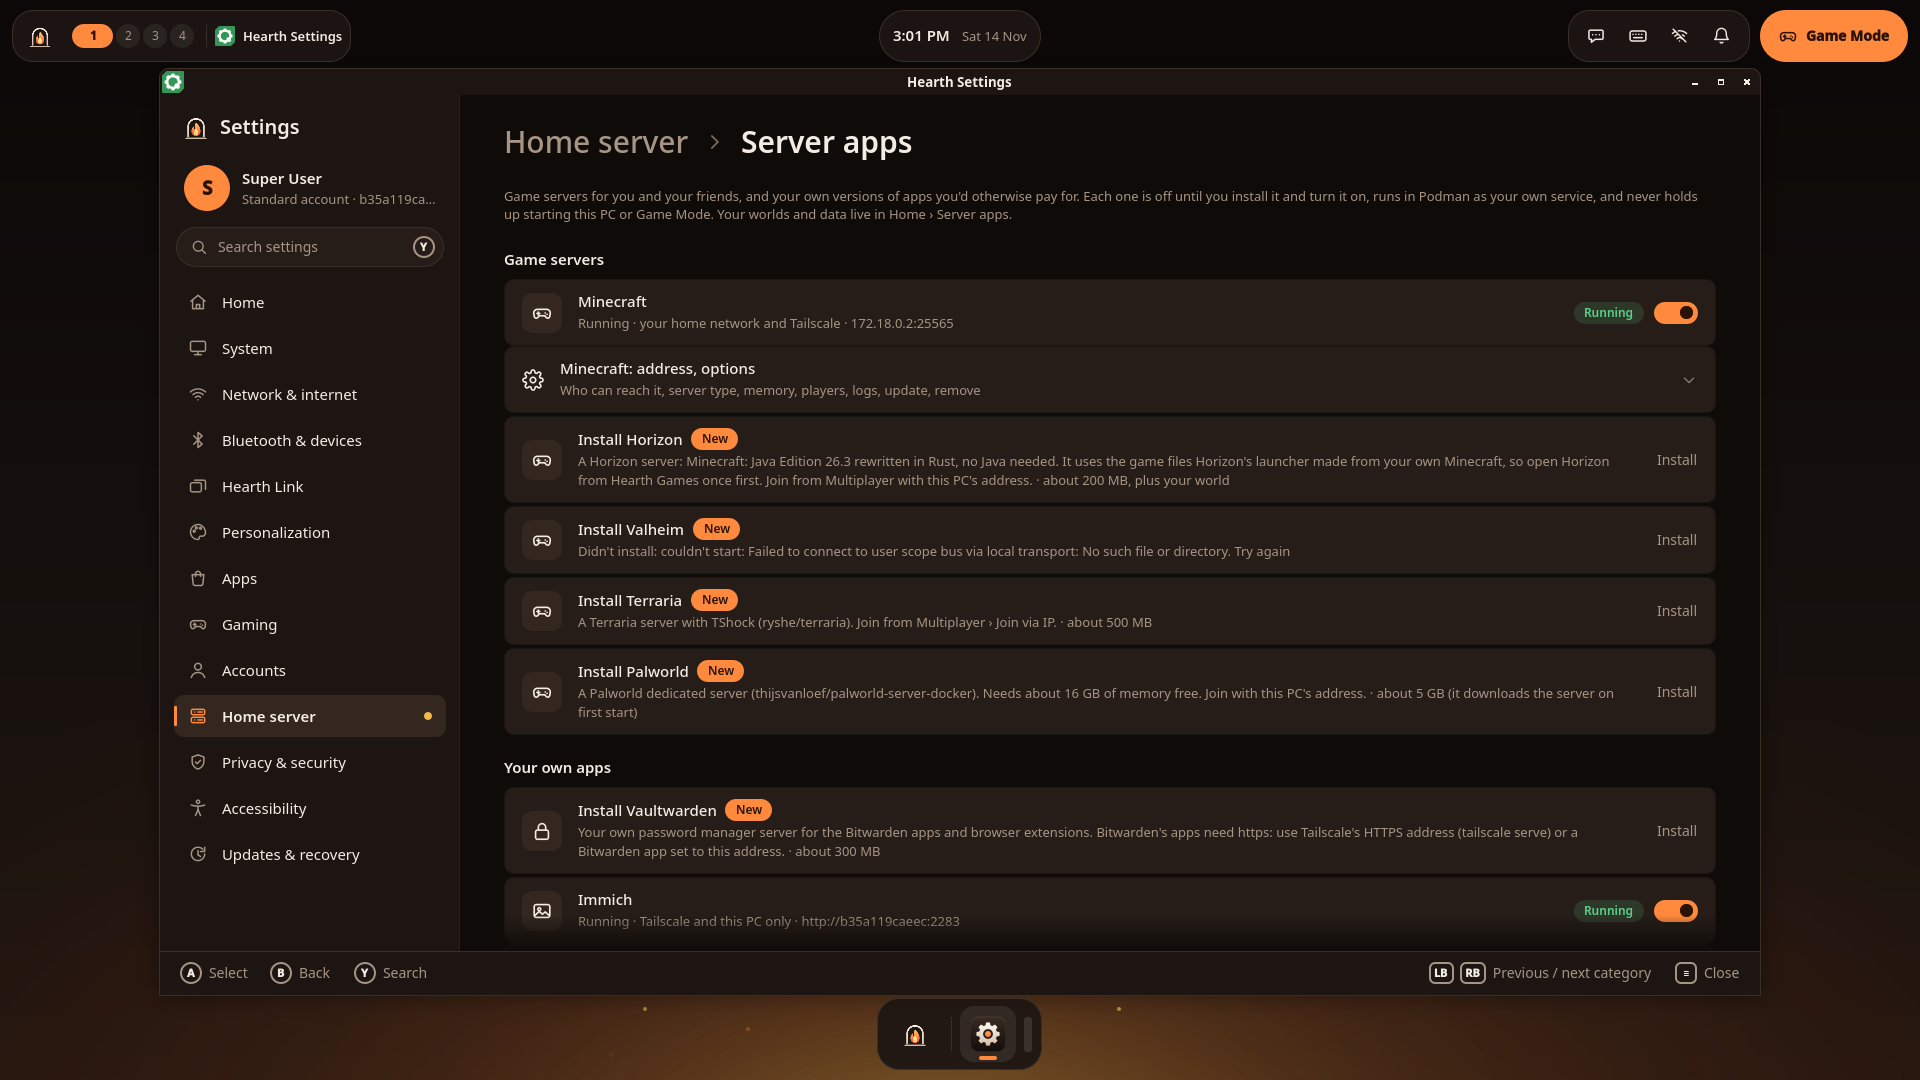 1 2 3 4 Hearth Settings
3:01 PM Sat 14 Nov
Game Mode
Hearth Settings
Settings
S
Super User
Standard account · b35a119ca...
Search settings Y
Home
System
Network & internet
Bluetooth & devices
Hearth Link
Personalization
Apps
Gaming
Accounts
Home server
Privacy & security
Accessibility
Updates & recovery
Home server > Server apps
Game servers for you and your friends, and your own versions of apps you'd otherwise pay for. Each one is off until you install it and turn it on, runs in Podman as your own service, and never holds
up starting this PC or Game Mode. Your worlds and data live in Home › Server apps.
Game servers
Minecraft
Running · your home network and Tailscale · 172.18.0.2:25565
Running
Minecraft: address, options
Who can reach it, server type, memory, players, logs, update, remove
Install Horizon New
A Horizon server: Minecraft: Java Edition 26.3 rewritten in Rust, no Java needed. It uses the game files Horizon's launcher made from your own Minecraft, so open Horizon
from Hearth Games once first. Join from Multiplayer with this PC's address. · about 200 MB, plus your world
Install
Install Valheim New
Didn't install: couldn't start: Failed to connect to user scope bus via local transport: No such file or directory. Try again
Install
Install Terraria New
A Terraria server with TShock (ryshe/terraria). Join from Multiplayer › Join via IP. · about 500 MB
Install
Install Palworld New
A Palworld dedicated server (thijsvanloef/palworld-server-docker). Needs about 16 GB of memory free. Join with this PC's address. · about 5 GB (it downloads the server on
first start)
Install
Your own apps
Install Vaultwarden New
Your own password manager server for the Bitwarden apps and browser extensions. Bitwarden's apps need https: use Tailscale's HTTPS address (tailscale serve) or a
Bitwarden app set to this address. · about 300 MB
Install
Immich
Running · Tailscale and this PC only · http://b35a119caeec:2283
Running
A Select B Back Y Search
LB RB Previous / next category ≡ Close